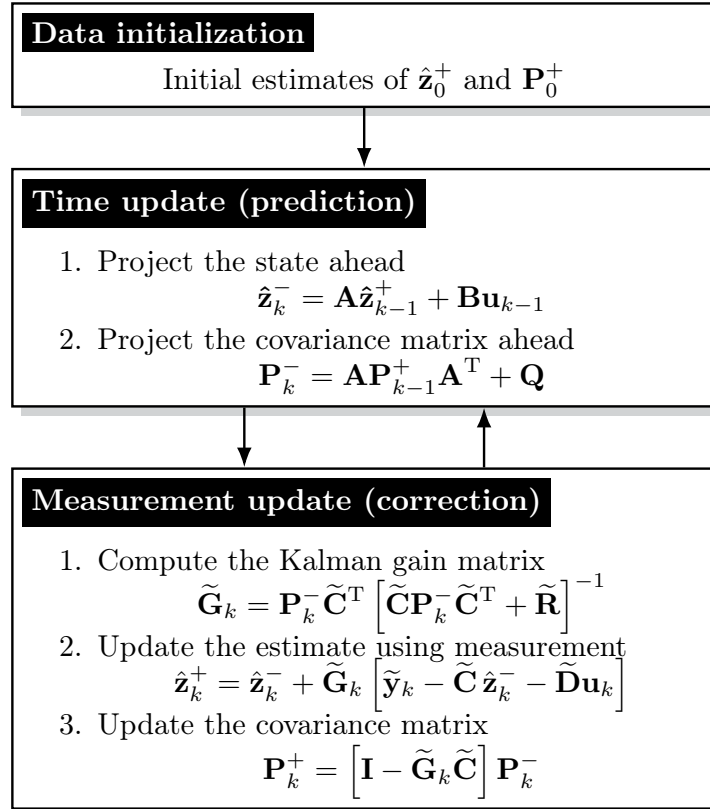 Data initialization
Initial estimates of ẑ₀⁺ and P₀⁺
Time update (prediction)
1. Project the state ahead
ẑₖ⁻ = Aẑₖ₋₁⁺ + Buₖ₋₁
2. Project the covariance matrix ahead
Pₖ⁻ = APₖ₋₁⁺Aᵀ + Q
Measurement update (correction)
1. Compute the Kalman gain matrix
G̃ₖ = Pₖ⁻C̃ᵀ [C̃Pₖ⁻C̃ᵀ + R̃]⁻¹
2. Update the estimate using measurement
ẑₖ⁺ = ẑₖ⁻ + G̃ₖ [ỹₖ − C̃ ẑₖ⁻ − D̃uₖ]
3. Update the covariance matrix
Pₖ⁺ = [I − G̃ₖC̃] Pₖ⁻